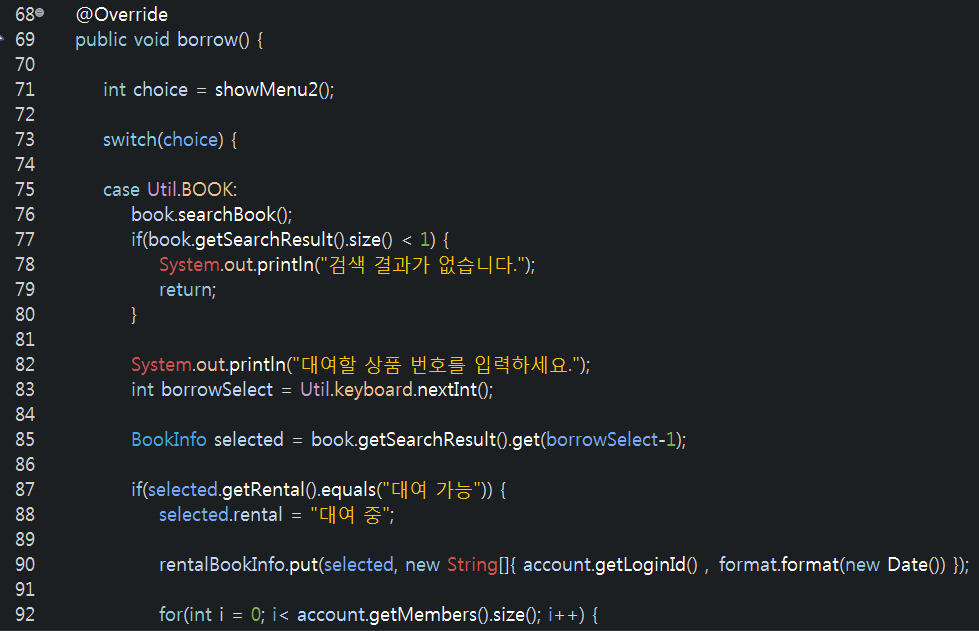 68 @Override
69 public void borrow() {
70
71 int choice = showMenu2();
72
73 switch(choice) {
74
75 case Util.BOOK:
76 book.searchBook();
77 if(book.getSearchResult().size() < 1) {
78 System.out.println("검색 결과가 없습니다.");
79 return;
80 }
81
82 System.out.println("대여할 상품 번호를 입력하세요.");
83 int borrowSelect = Util.keyboard.nextInt();
84
85 BookInfo selected = book.getSearchResult().get(borrowSelect-1);
86
87 if(selected.getRental().equals("대여 가능")) {
88 selected.rental = "대여 중";
89
90 rentalBookInfo.put(selected, new String[]{ account.getLoginId() , format.format(new Date()) });
91
92 for(int i = 0; i< account.getMembers().size(); i++) {